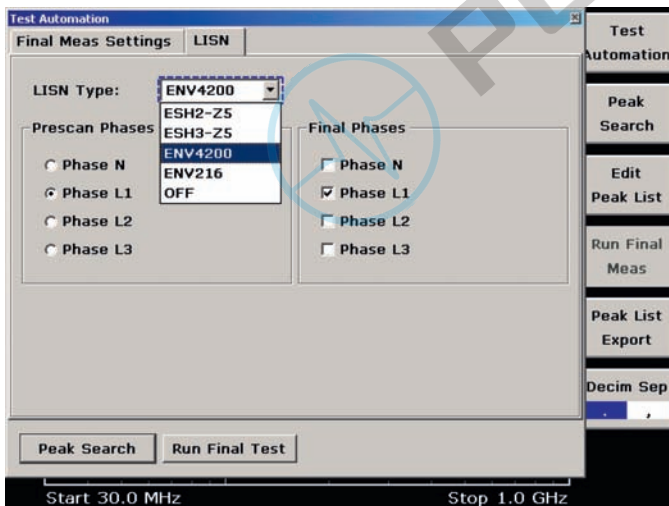 Test Automation
Final Meas Settings LISN
LISN Type: ENV4200
ESH2-Z5
ESH3-Z5
ENV4200
ENV216
OFF
Prescan Phases
Phase N
Phase L1
Phase L2
Phase L3
Final Phases
Phase N
Phase L1
Phase L2
Phase L3
Peak Search Run Final Test
Start 30.0 MHz Stop 1.0 GHz
Test
Automation
Peak
Search
Edit
Peak List
Run Final
Meas
Peak List
Export
Decim Sep
. ,